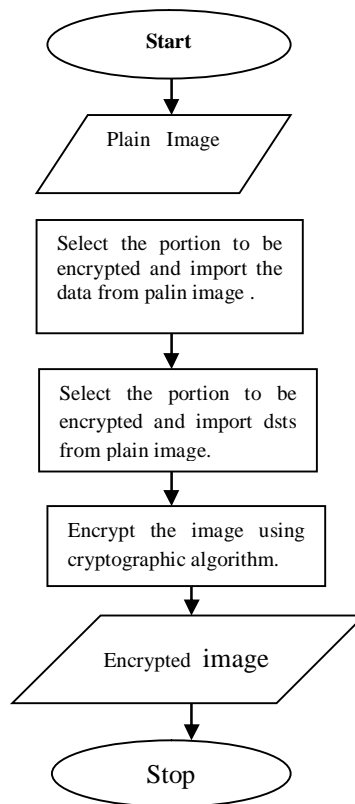 Start
Plain Image
Select the portion to be
encrypted and import the
data from palin image .
Select the portion to be
encrypted and import dsts
from plain image.
Encrypt the image using
cryptographic algorithm.
Encrypted image
Stop